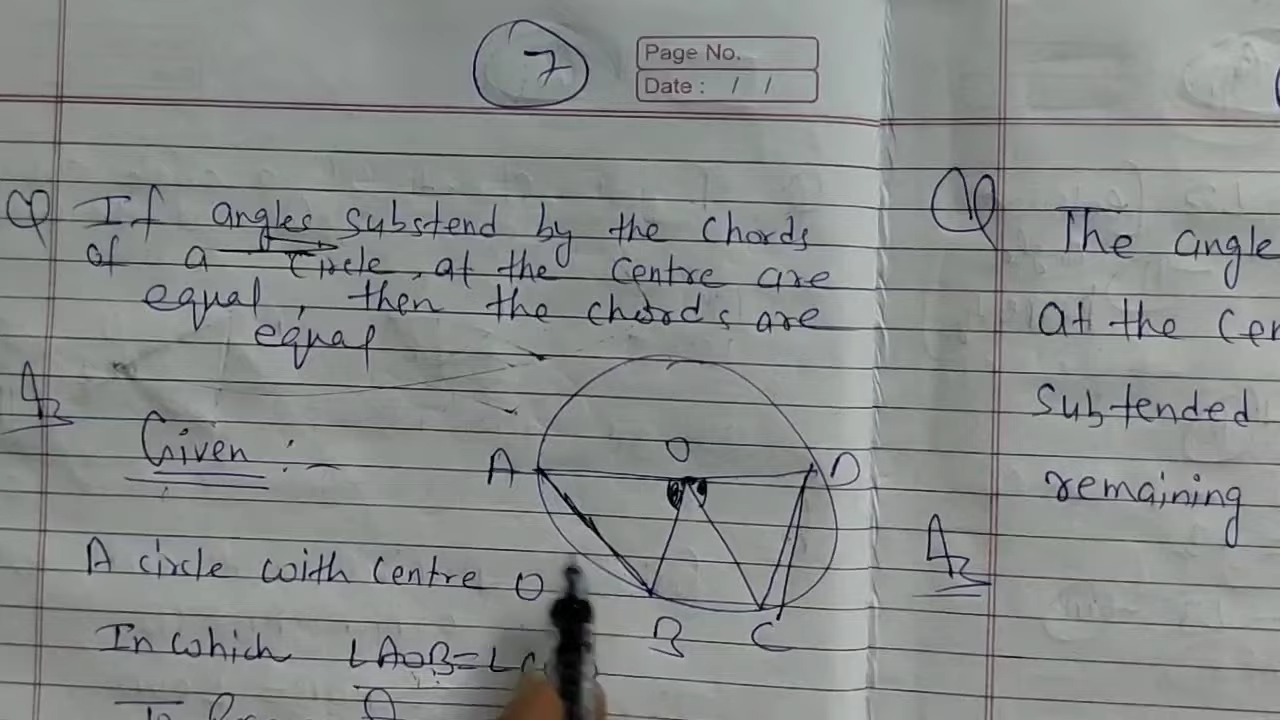 7
Page No.
Date : / /
Q If angles substend by the chords
of a circle, at the centre are
equal, then the chords are
equal
Given :-
A O D
B C
A circle with centre O
In which ∠AOB=∠
Q The angle
at the cen
Subtended
remaining